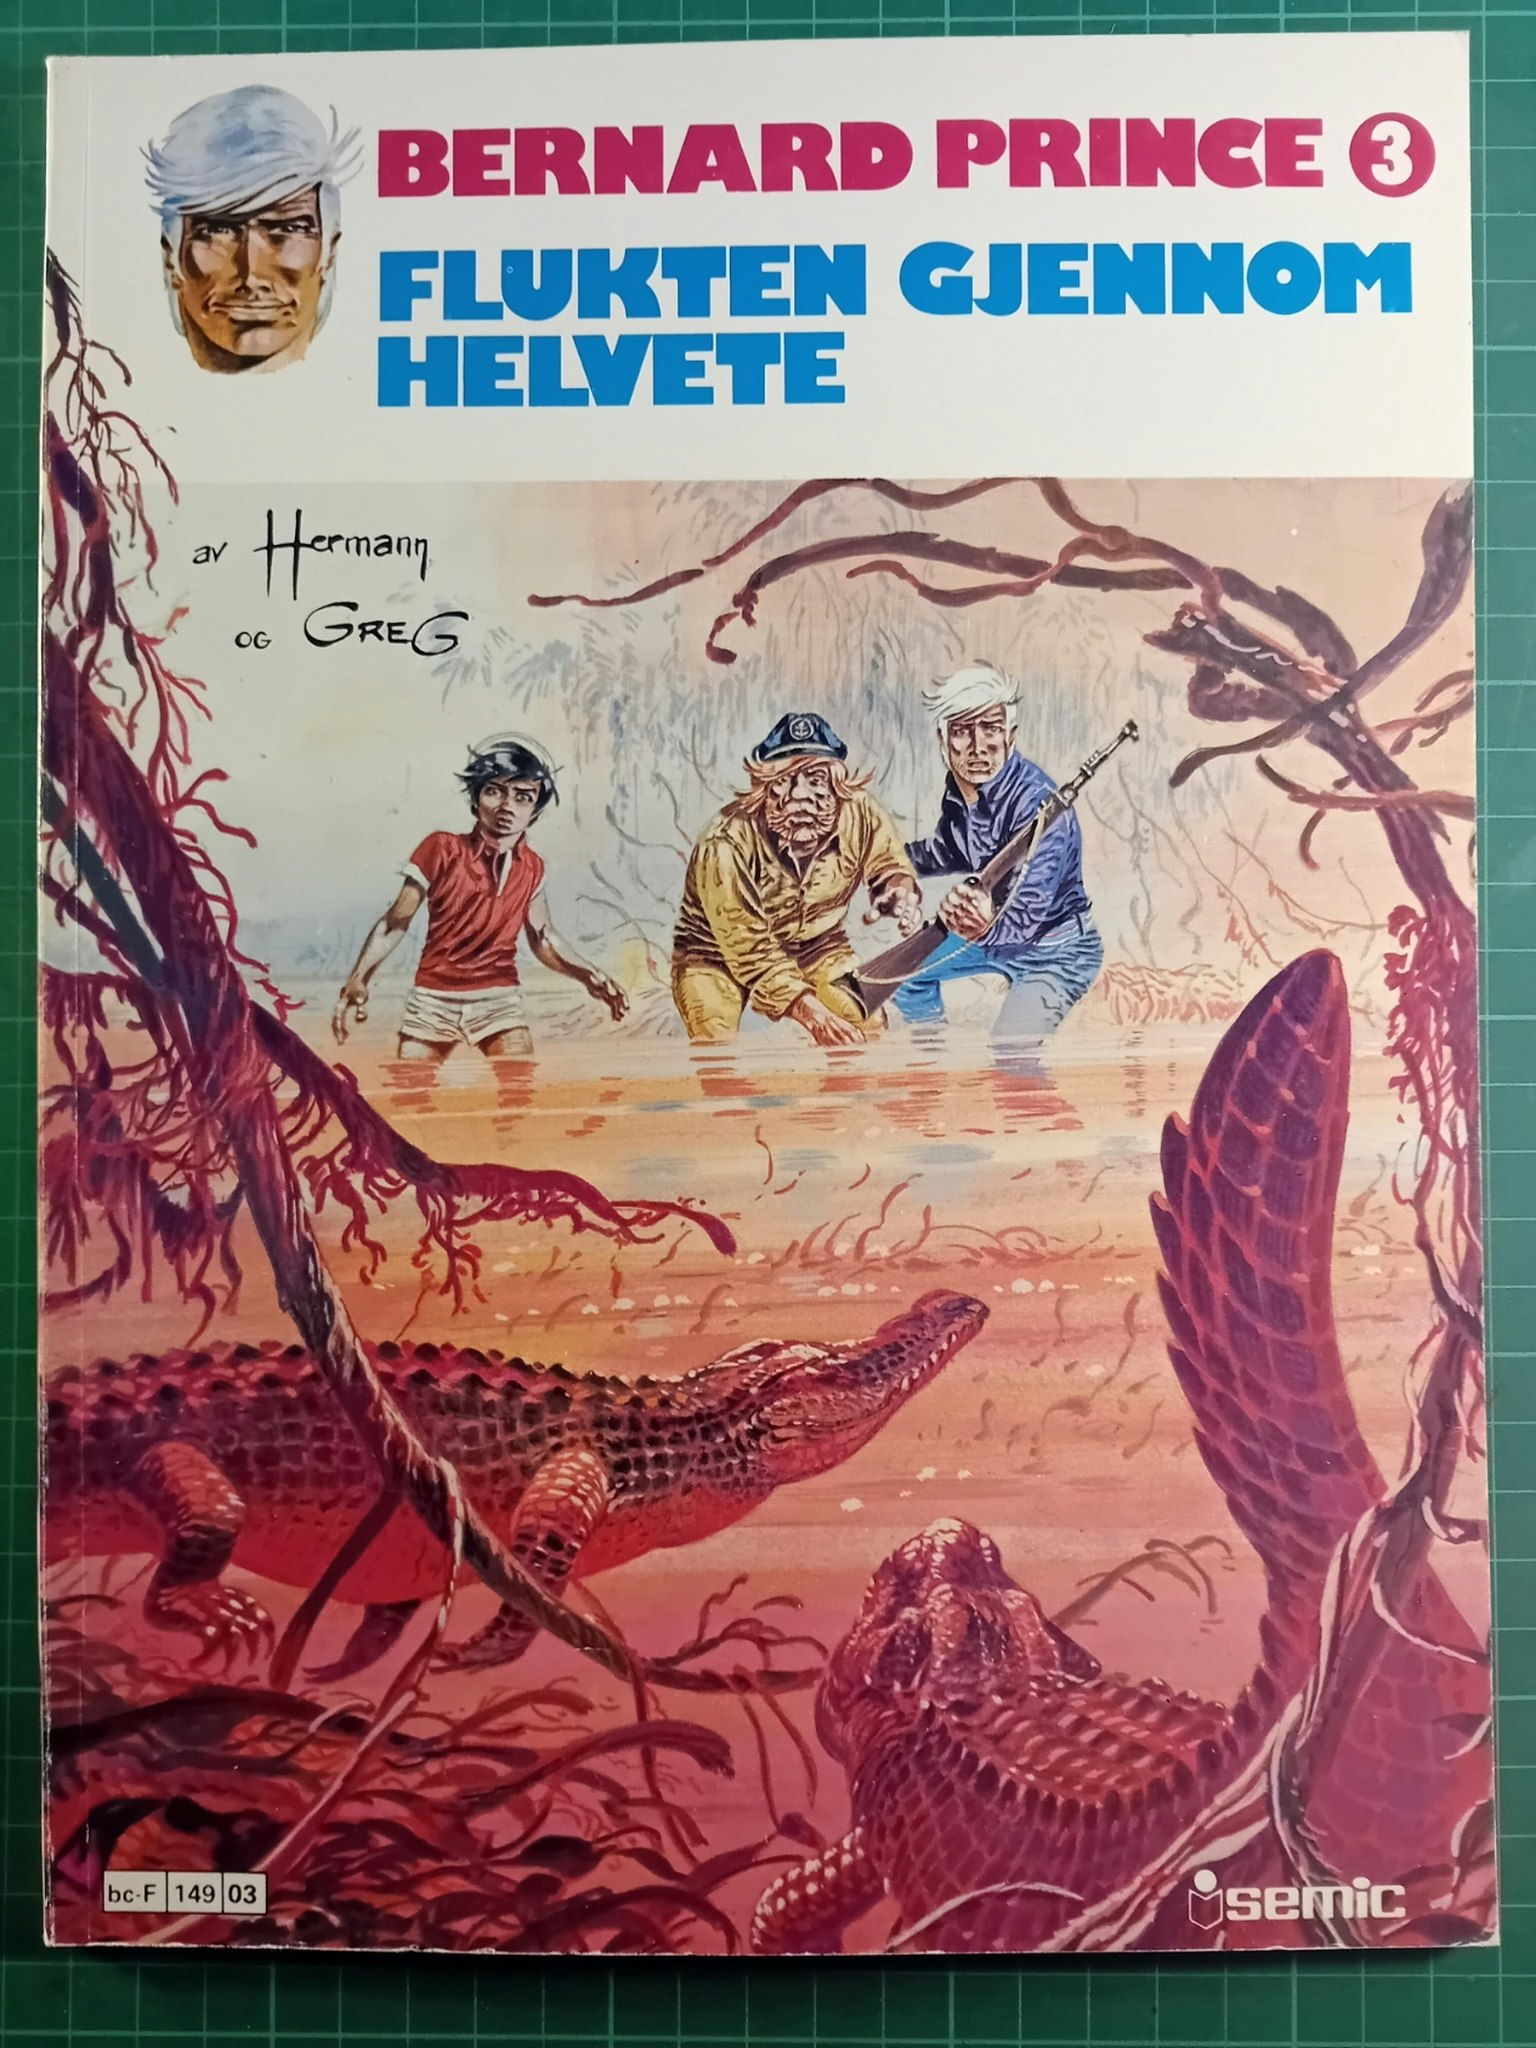 BERNARD PRINCE 3
FLUKTEN GJENNOM
HELVETE
av Hermann
OG GREG
bc-F 149 03
semic